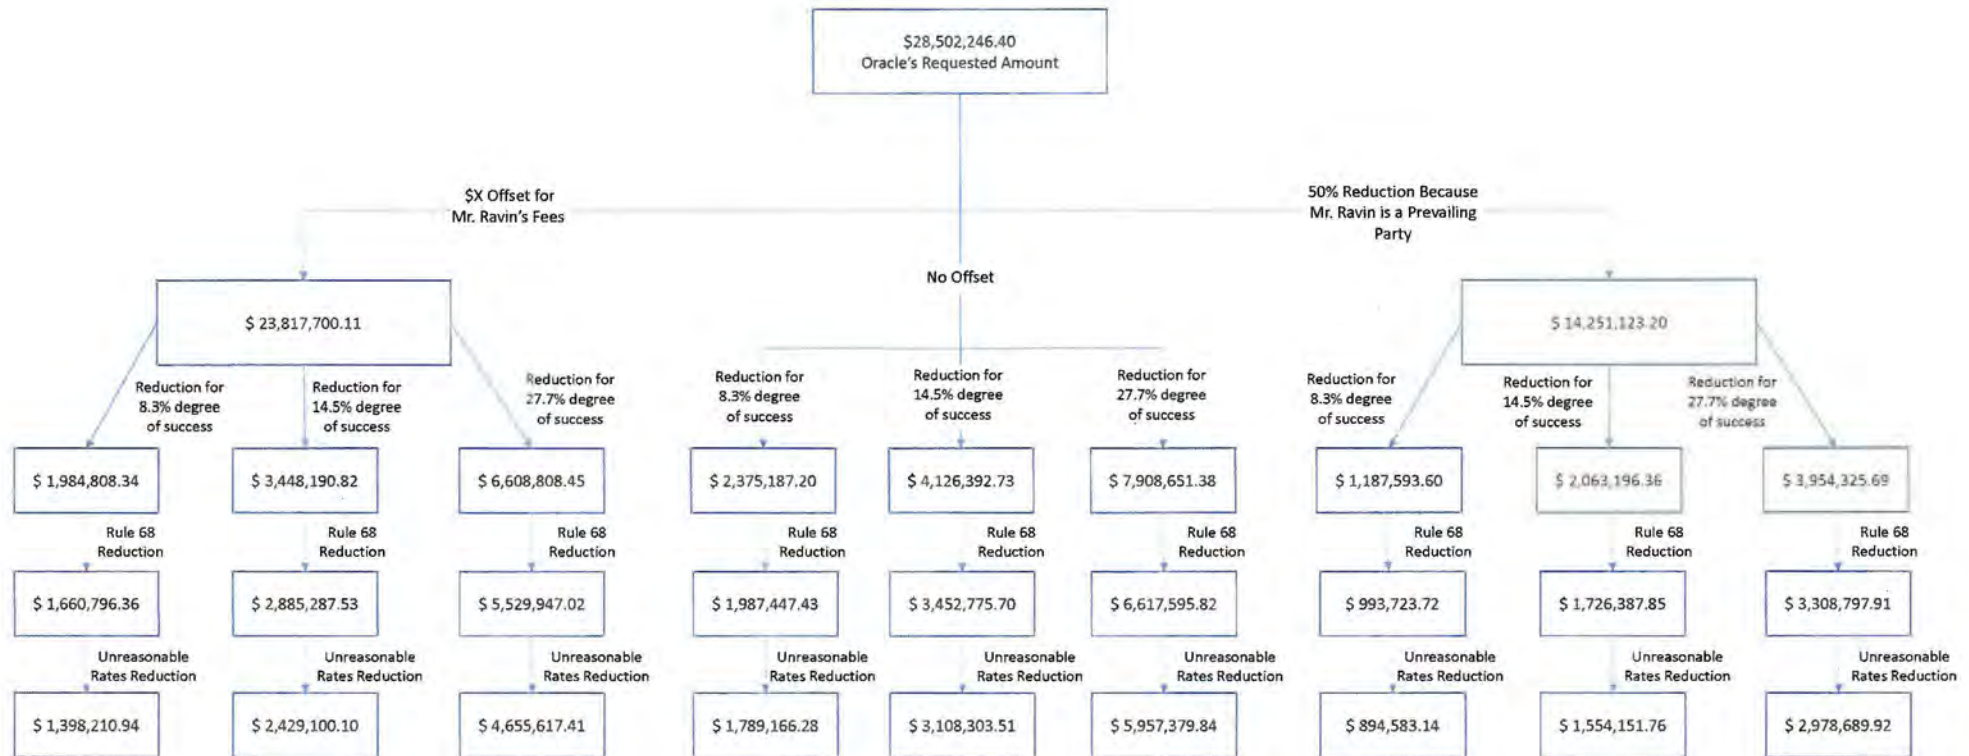 $28,502,246.40
Oracle's Requested Amount
$X Offset for
Mr. Ravin's Fees
50% Reduction Because
Mr. Ravin is a Prevailing
Party
No Offset
$ 23,817,700.11
$ 14,251,123.20
Reduction for
8.3% degree
of success
Reduction for
14.5% degree
of success
Reduction for
27.7% degree
of success
Reduction for
8.3% degree
of success
Reduction for
14.5% degree
of success
Reduction for
27.7% degree
of success
Reduction for
8.3% degree
of success
Reduction for
14.5% degree
of success
Reduction for
27.7% degree
of success
$ 1,984,808.34
$ 3,448,190.82
$ 6,608,808.45
$ 2,375,187.20
$ 4,126,392.73
$ 7,908,651.38
$ 1,187,593.60
$ 2,063,196.36
$ 3,954,325.69
Rule 68
Reduction
Rule 68
Reduction
Rule 68
Reduction
Rule 68
Reduction
Rule 68
Reduction
Rule 68
Reduction
Rule 68
Reduction
Rule 68
Reduction
Rule 68
Reduction
$ 1,660,796.36
$ 2,885,287.53
$ 5,529,947.02
$ 1,987,447.43
$ 3,452,775.70
$ 6,617,595.82
$ 993,723.72
$ 1,726,387.85
$ 3,308,797.91
Unreasonable
Rates Reduction
Unreasonable
Rates Reduction
Unreasonable
Rates Reduction
Unreasonable
Rates Reduction
Unreasonable
Rates Reduction
Unreasonable
Rates Reduction
Unreasonable
Rates Reduction
Unreasonable
Rates Reduction
Unreasonable
Rates Reduction
$ 1,398,210.94
$ 2,429,100.10
$ 4,655,617.41
$ 1,789,166.28
$ 3,108,303.51
$ 5,957,379.84
$ 894,583.14
$ 1,554,151.76
$ 2,978,689.92